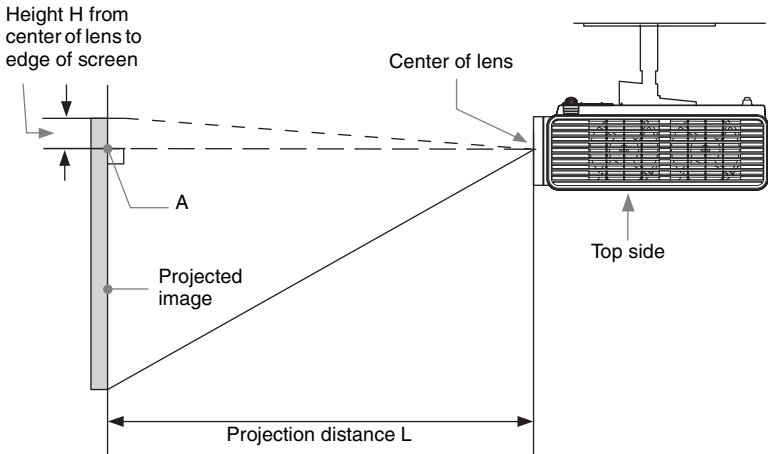 Height H from
center of lens to
edge of screen
Center of lens
A
Top side
Projected
image
Projection distance L